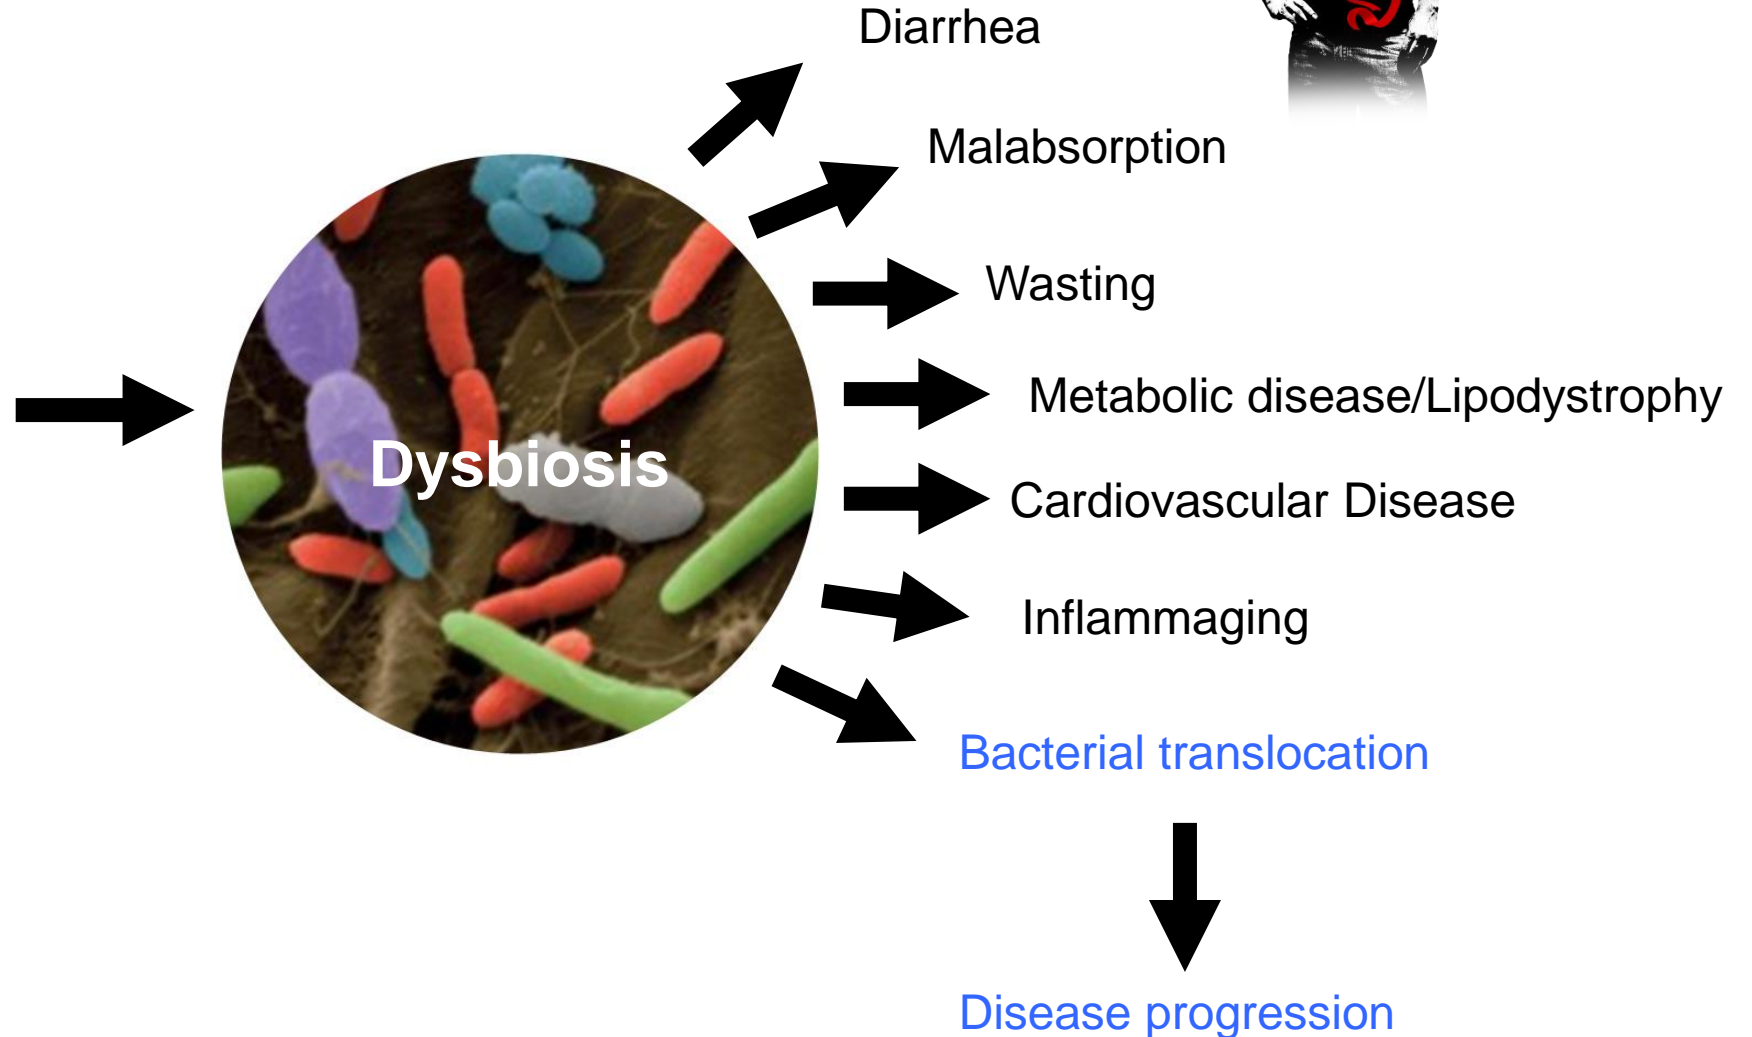 Diarrhea
Malabsorption
Wasting
Metabolic disease/Lipodystrophy
Dysbiosis
Cardiovascular Disease
Inflammaging
Bacterial translocation
Disease progression